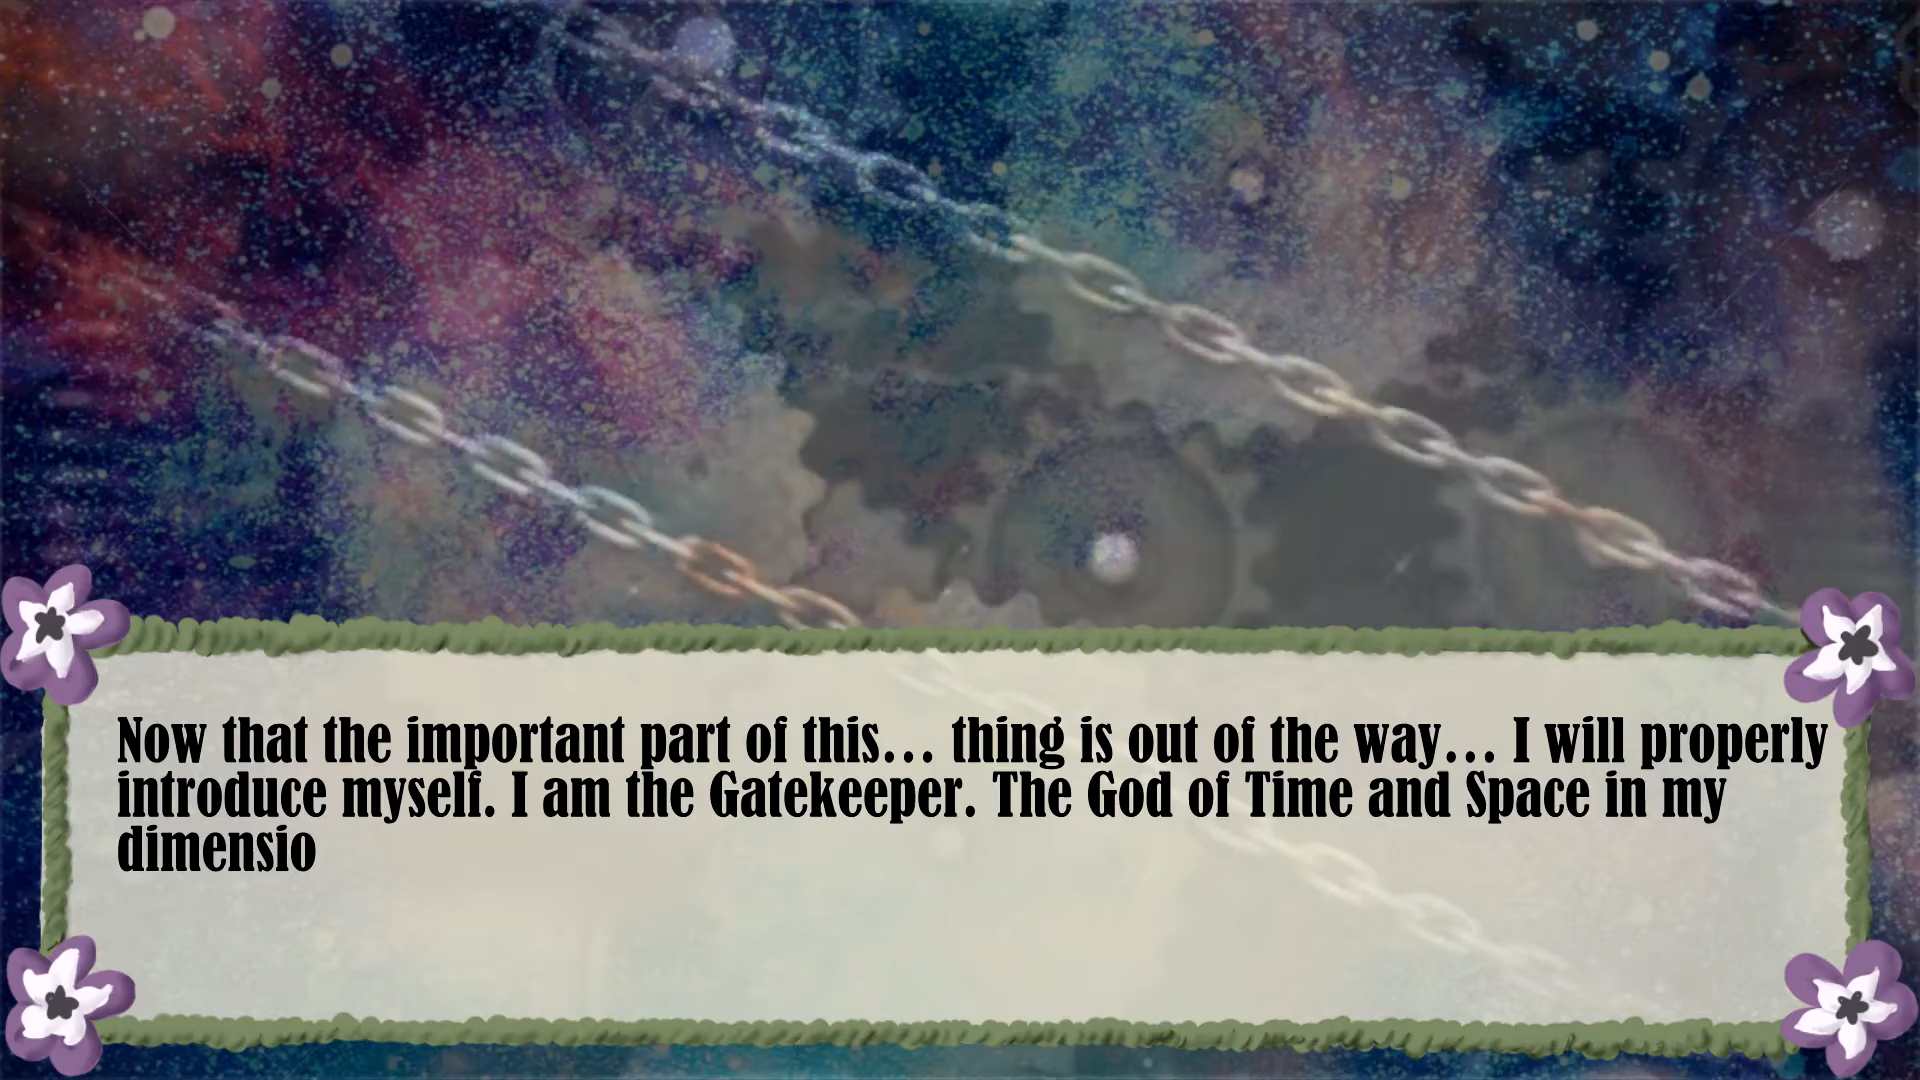 Now that the important part of this… thing is out of the way… I will properly
introduce myself. I am the Gatekeeper. The God of Time and Space in my
dimensio